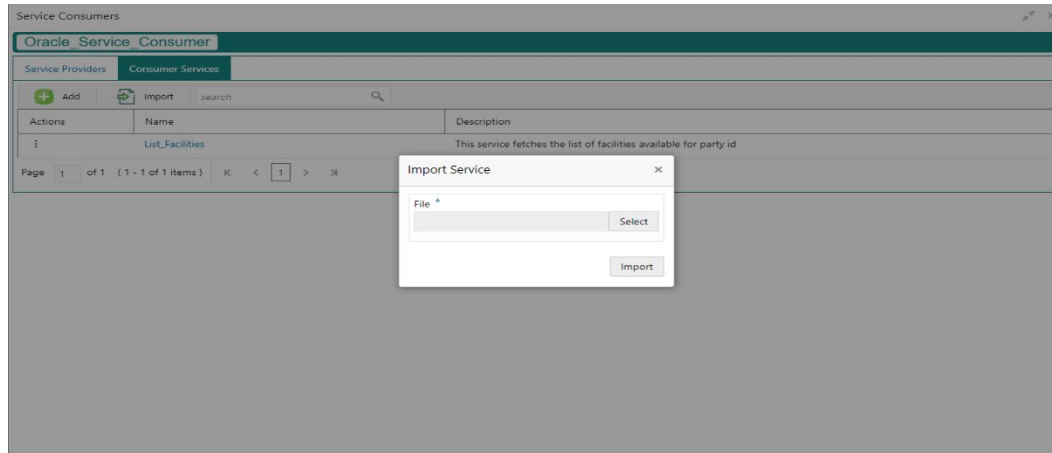 Service Consumers
Oracle_Service_Consumer
Service Providers Consumer Services
Add Import search
Actions Name Description
List_Facilities This service fetches the list of facilities available for party id
Page 1 of 1 (1 - 1 of 1 items) 1
Import Service
File *
Select
Import